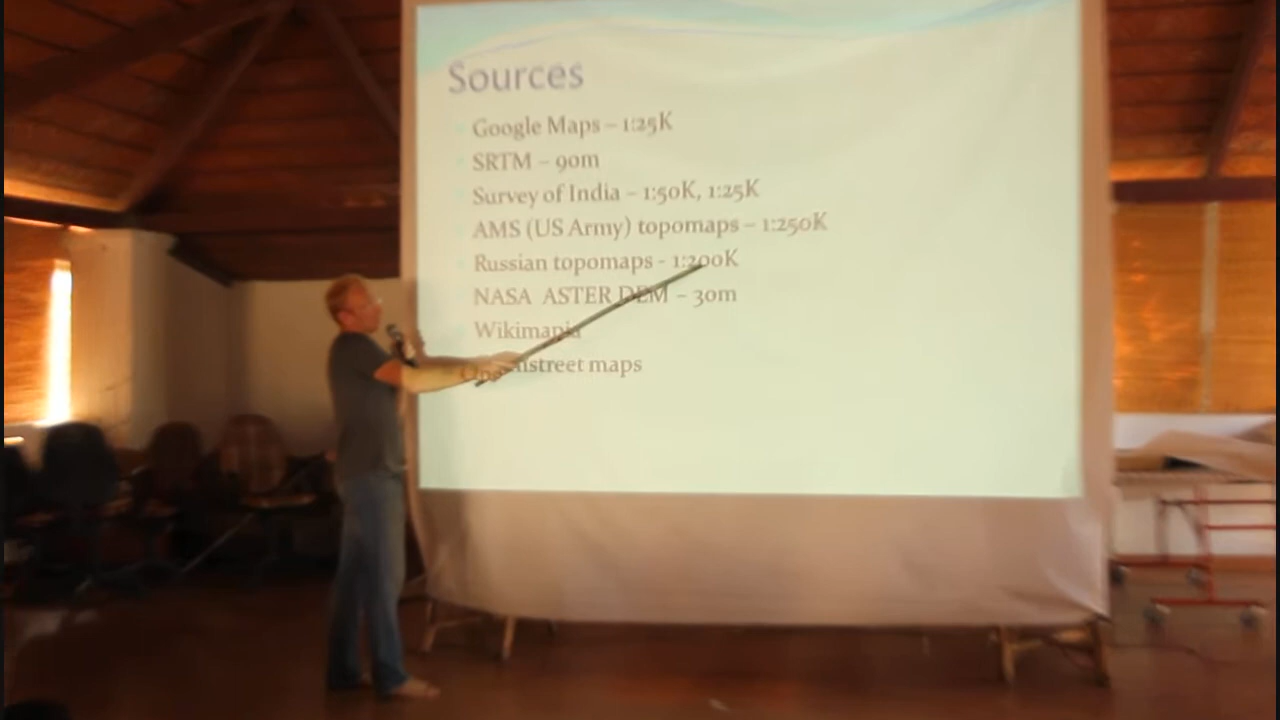 Sources
Google Maps – 1:25K
SRTM – 90m
Survey of India – 1:50K, 1:25K
AMS (US Army) topomaps – 1:250K
Russian topomaps - 1:200K
NASA ASTER DEM – 30m
Wikimapia
Openstreet maps